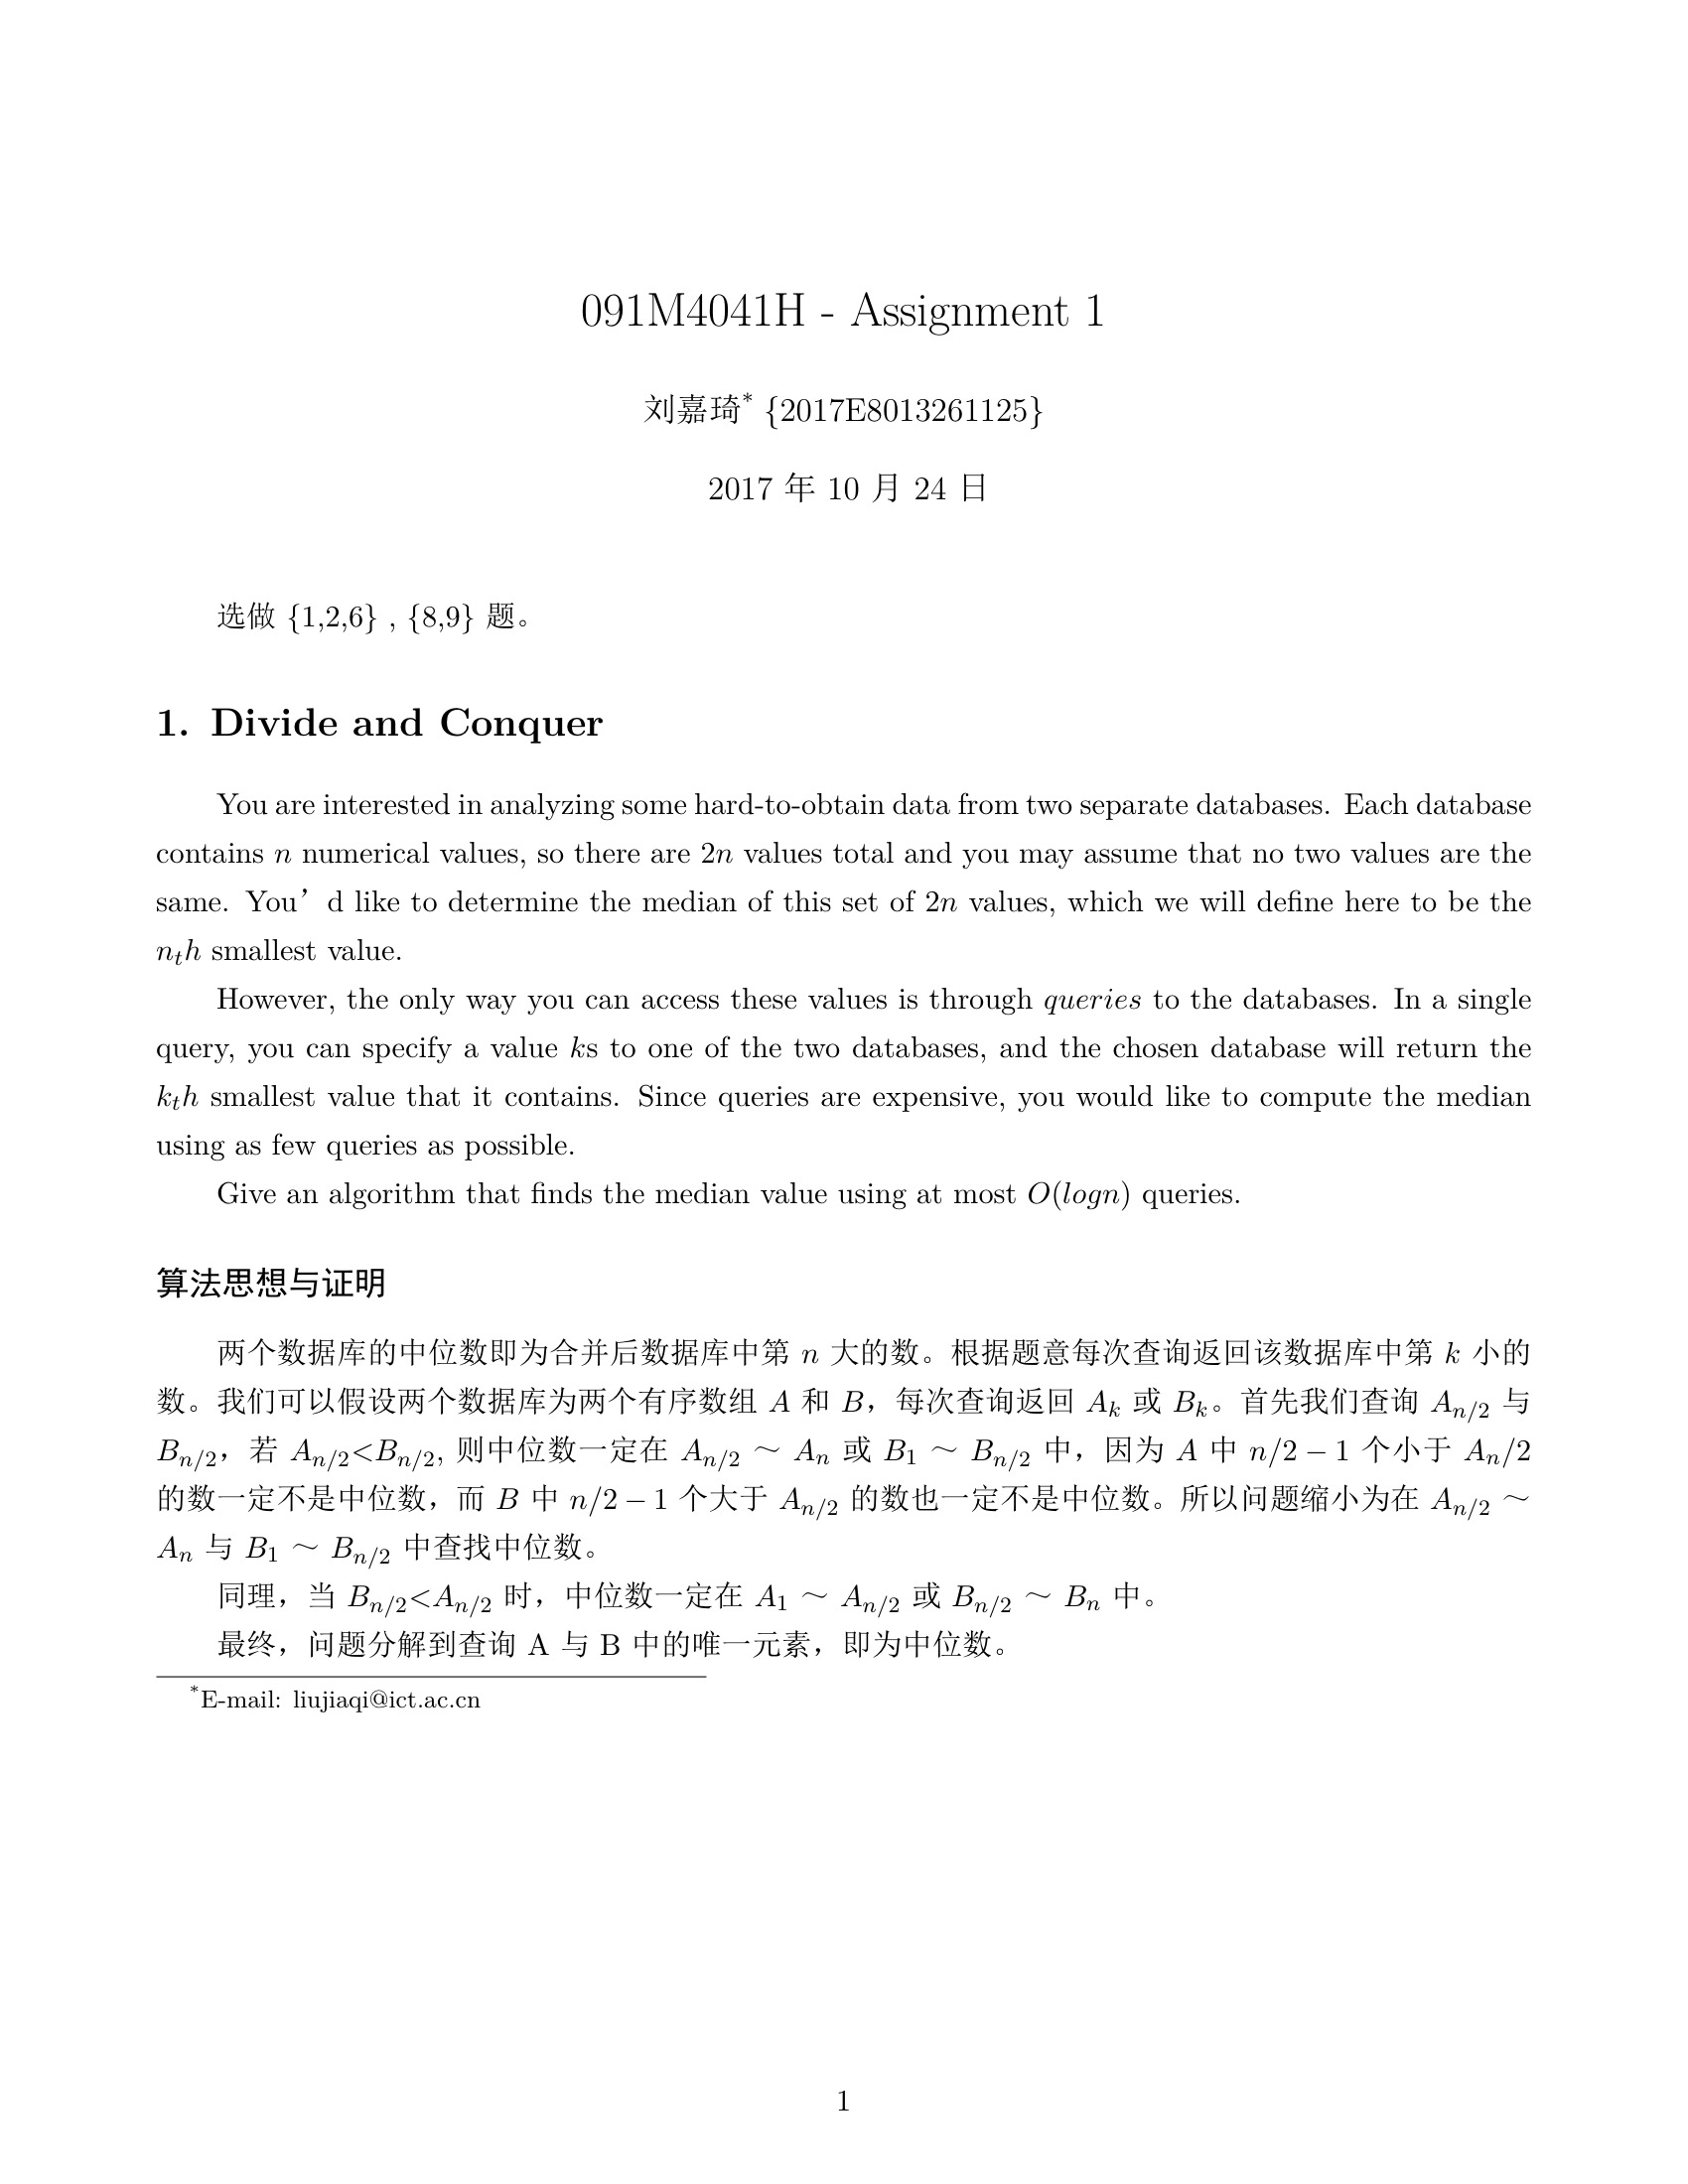 091M4041H - Assignment 1
刘嘉琦* {2017E8013261125}
2017 年 10 月 24 日
选做 {1,2,6} , {8,9} 题。
1. Divide and Conquer
You are interested in analyzing some hard-to-obtain data from two separate databases. Each database
contains n numerical values, so there are 2n values total and you may assume that no two values are the
same. You’d like to determine the median of this set of 2n values, which we will define here to be the
n_th smallest value.
However, the only way you can access these values is through queries to the databases. In a single
query, you can specify a value ks to one of the two databases, and the chosen database will return the
k_th smallest value that it contains. Since queries are expensive, you would like to compute the median
using as few queries as possible.
Give an algorithm that finds the median value using at most O(logn) queries.
算法思想与证明
两个数据库的中位数即为合并后数据库中第 n 大的数。根据题意每次查询返回该数据库中第 k 小的
数。我们可以假设两个数据库为两个有序数组 A 和 B，每次查询返回 A_k 或 B_k。首先我们查询 A_{n/2} 与
B_{n/2}，若 A_{n/2}<B_{n/2}, 则中位数一定在 A_{n/2} ∼ A_n 或 B_1 ∼ B_{n/2} 中，因为 A 中 n/2 − 1 个小于 A_n/2
的数一定不是中位数，而 B 中 n/2 − 1 个大于 A_{n/2} 的数也一定不是中位数。所以问题缩小为在 A_{n/2} ∼
A_n 与 B_1 ∼ B_{n/2} 中查找中位数。
同理，当 B_{n/2}<A_{n/2} 时，中位数一定在 A_1 ∼ A_{n/2} 或 B_{n/2} ∼ B_n 中。
最终，问题分解到查询 A 与 B 中的唯一元素，即为中位数。
*E-mail: liujiaqi@ict.ac.cn
1